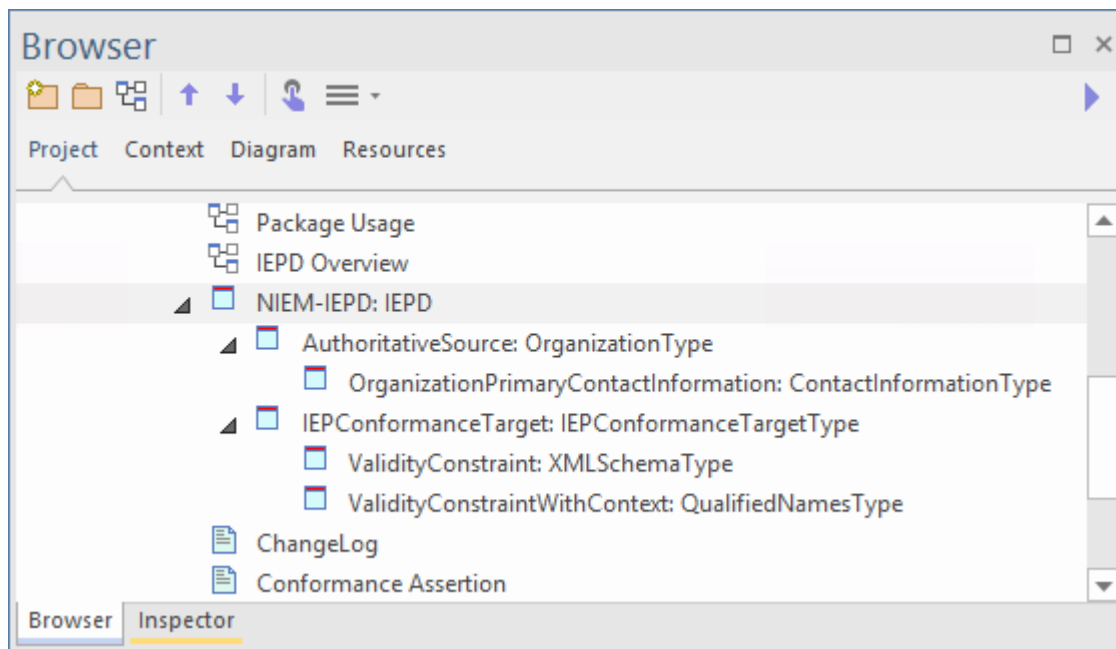 Browser
Project Context Diagram Resources
Package Usage
IEPD Overview
NIEM-IEPD: IEPD
AuthoritativeSource: OrganizationType
OrganizationPrimaryContactInformation: ContactInformationType
IEPConformanceTarget: IEPConformanceTargetType
ValidityConstraint: XMLSchemaType
ValidityConstraintWithContext: QualifiedNamesType
ChangeLog
Conformance Assertion
Browser Inspector